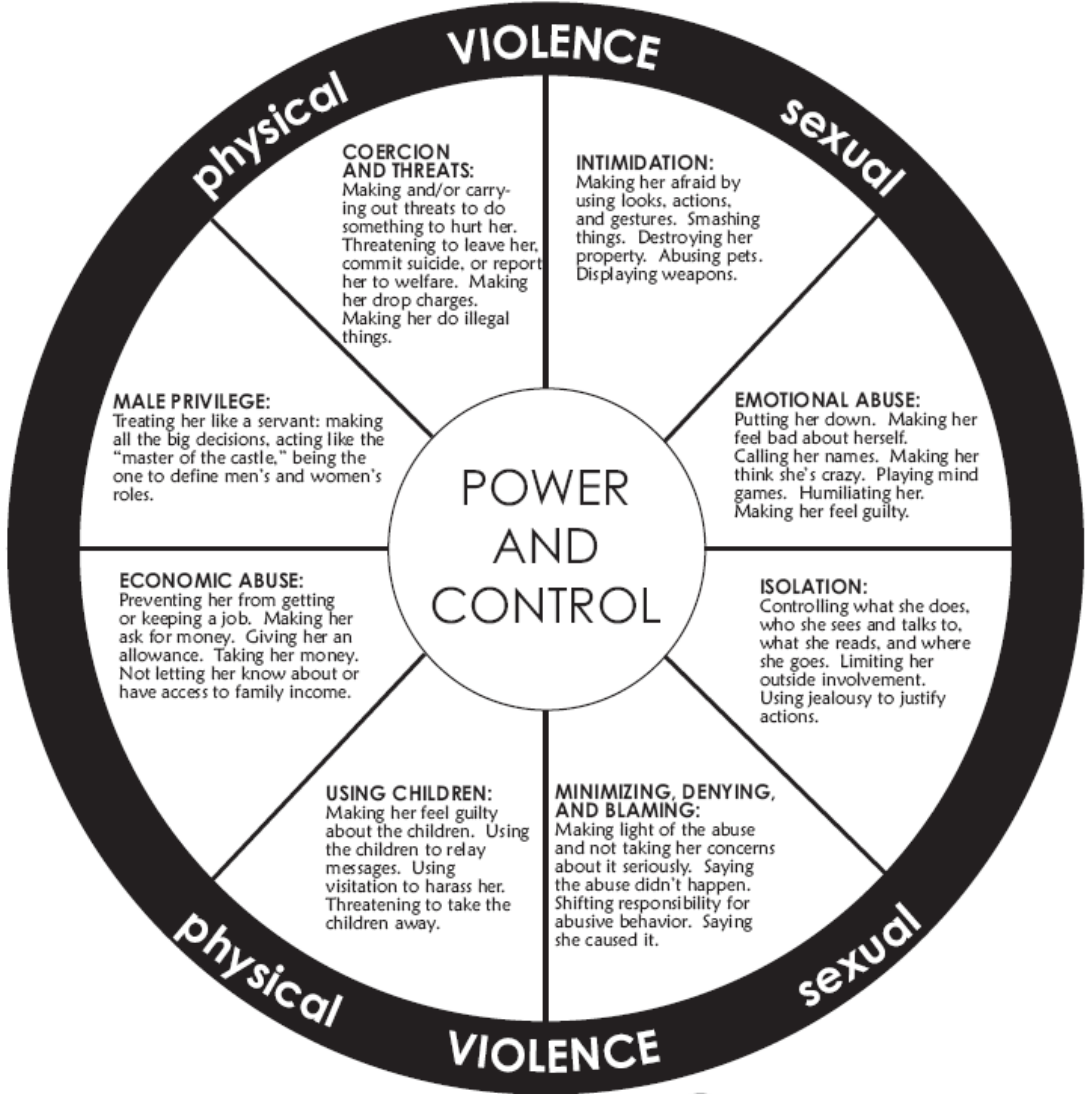 VIOLENCE
physical
sexual
COERCION
AND THREATS:
Making and/or carry-
ing out threats to do
something to hurt her.
Threatening to leave her,
commit suicide, or report
her to welfare. Making
her drop charges.
Making her do illegal
things.
INTIMIDATION:
Making her afraid by
using looks, actions,
and gestures. Smashing
things. Destroying her
property. Abusing pets.
Displaying weapons.
MALE PRIVILEGE:
Treating her like a servant: making
all the big decisions, acting like the
“master of the castle,” being the
one to define men’s and women’s
roles.
EMOTIONAL ABUSE:
Putting her down. Making her
feel bad about herself.
Calling her names. Making her
think she’s crazy. Playing mind
games. Humiliating her.
Making her feel guilty.
POWER
AND
CONTROL
ECONOMIC ABUSE:
Preventing her from getting
or keeping a job. Making her
ask for money. Giving her an
allowance. Taking her money.
Not letting her know about or
have access to family income.
ISOLATION:
Controlling what she does,
who she sees and talks to,
what she reads, and where
she goes. Limiting her
outside involvement.
Using jealousy to justify
actions.
USING CHILDREN:
Making her feel guilty
about the children. Using
the children to relay
messages. Using
visitation to harass her.
Threatening to take the
children away.
MINIMIZING, DENYING,
AND BLAMING:
Making light of the abuse
and not taking her concerns
about it seriously. Saying
the abuse didn’t happen.
Shifting responsibility for
abusive behavior. Saying
she caused it.
physical
sexual
VIOLENCE